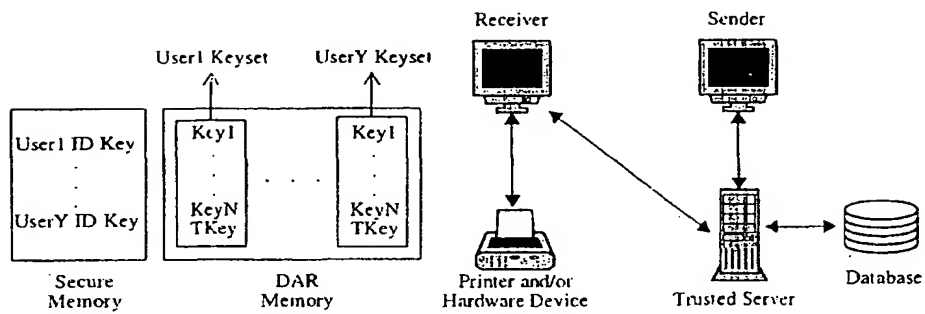 Receiver
Sender
User1 Keyset
UserY Keyset
User1 ID Key
UserY ID Key
Key1
KeyN
TKey
Key1
KeyN
TKey
Secure
Memory
DAR
Memory
Printer and/or
Hardware Device
Trusted Server
Database